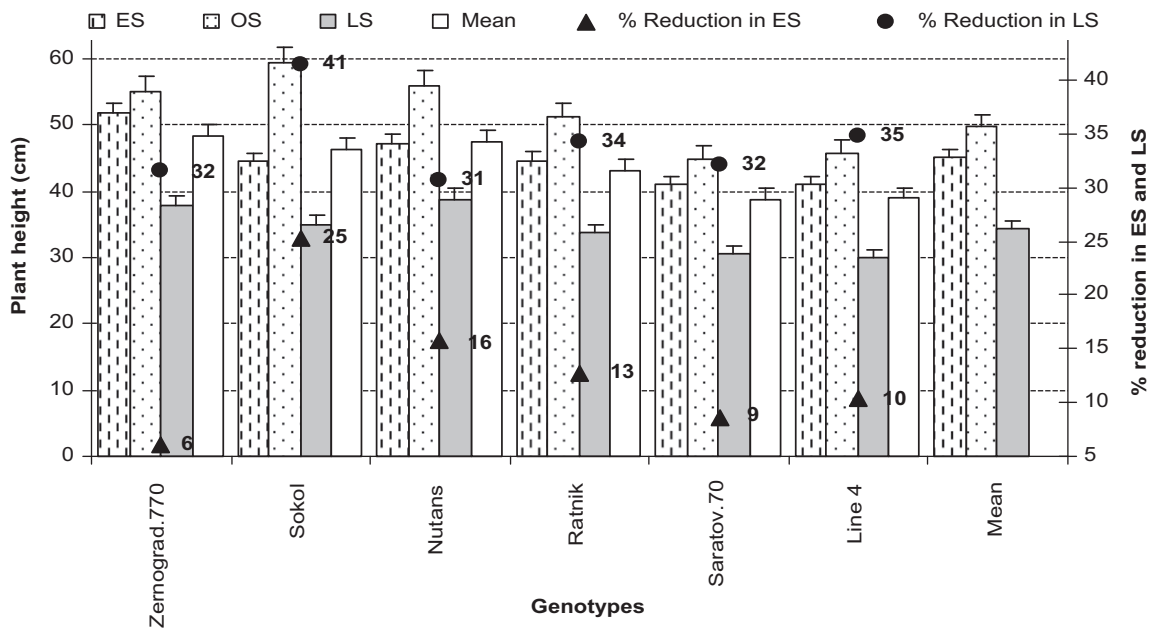 ES OS LS Mean % Reduction in ES % Reduction in LS
Plant height (cm)
60
50
40
30
20
10
0
41
34
35
32
32
31
25
16
13
10
9
6
40
35
30
25
20
15
10
5
% reduction in ES and LS
Zernograd.770
Sokol
Nutans
Ratnik
Saratov.70
Line 4
Mean
Genotypes